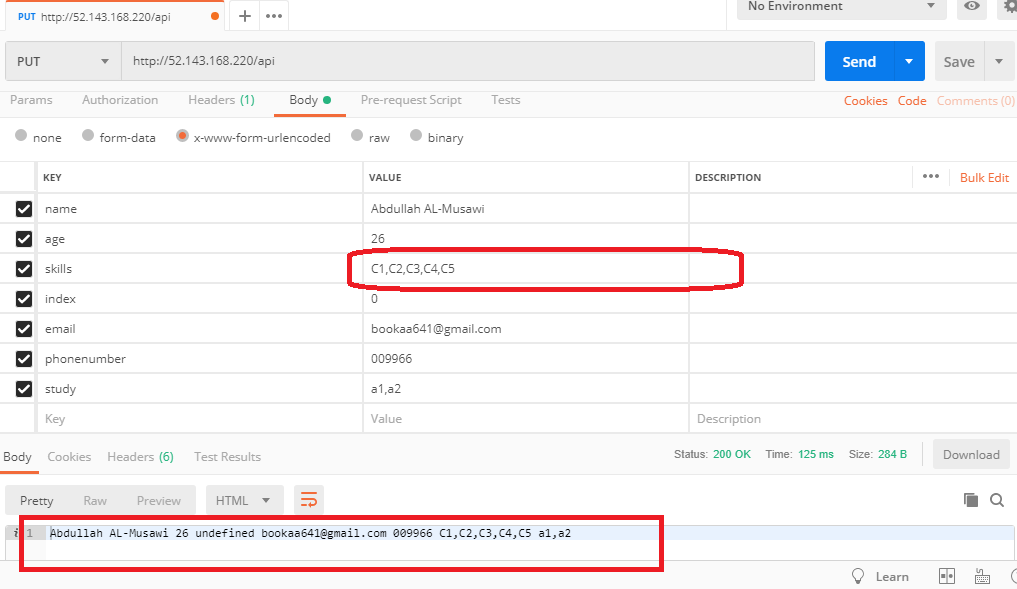 PUT http://52.143.168.220/api + ••• No Environment
PUT http://52.143.168.220/api Send Save
Params Authorization Headers (1) Body Pre-request Script Tests Cookies Code Comments (0)
none form-data x-www-form-urlencoded raw binary
KEY VALUE DESCRIPTION ••• Bulk Edit
name Abdullah AL-Musawi
age 26
skills C1,C2,C3,C4,C5
index 0
email bookaa641@gmail.com
phonenumber 009966
study a1,a2
Key Value Description
Body Cookies Headers (6) Test Results Status: 200 OK Time: 125 ms Size: 284 B Download
Pretty Raw Preview HTML
i 1 Abdullah AL-Musawi 26 undefined bookaa641@gmail.com 009966 C1,C2,C3,C4,C5 a1,a2
Learn